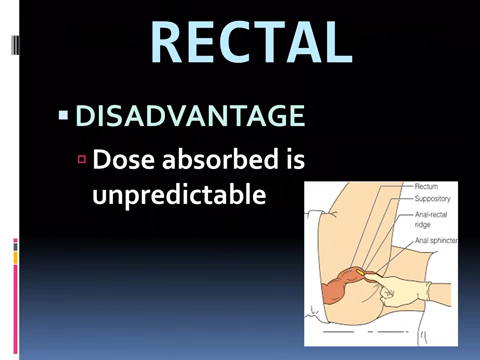 RECTAL
DISADVANTAGE
Dose absorbed is
unpredictable
Rectum
Suppository
Anal-rectal
ridge
Anal sphincter